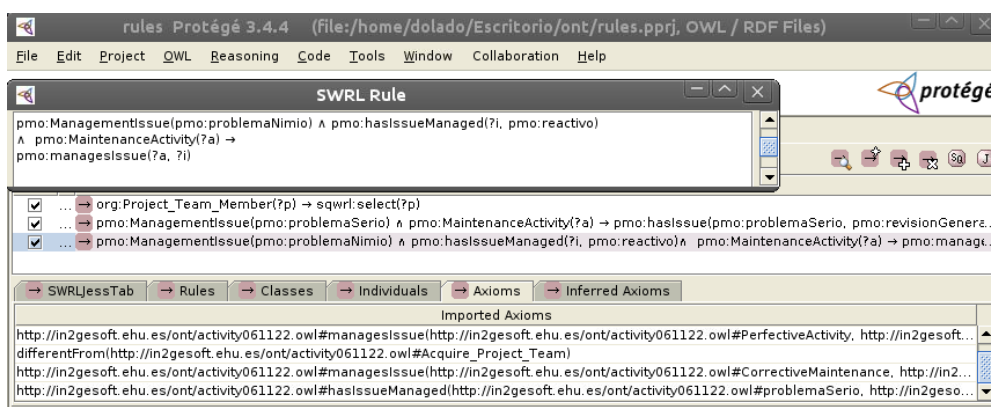 rules Protégé 3.4.4 (file:/home/dolado/Escritorio/ont/rules.pprj, OWL / RDF Files)
File Edit Project OWL Reasoning Code Tools Window Collaboration Help
SWRL Rule
protégé
pmo:ManagementIssue(pmo:problemaNimio) ∧ pmo:hasIssueManaged(?i, pmo:reactivo)
∧ pmo:MaintenanceActivity(?a) →
pmo:managesIssue(?a, ?i)
... → org:Project_Team_Member(?p) → sqwrl:select(?p)
... → pmo:ManagementIssue(pmo:problemaSerio) ∧ pmo:MaintenanceActivity(?a) → pmo:hasIssue(pmo:problemaSerio, pmo:revisionGenera...
... → pmo:ManagementIssue(pmo:problemaNimio) ∧ pmo:hasIssueManaged(?i, pmo:reactivo)∧ pmo:MaintenanceActivity(?a) → pmo:manage...
→ SWRLJessTab → Rules → Classes → Individuals → Axioms → Inferred Axioms
Imported Axioms
http://in2gesoft.ehu.es/ont/activity061122.owl#managesIssue(http://in2gesoft.ehu.es/ont/activity061122.owl#PerfectiveActivity, http://in2gesoft...
differentFrom(http://in2gesoft.ehu.es/ont/activity061122.owl#Acquire_Project_Team)
http://in2gesoft.ehu.es/ont/activity061122.owl#managesIssue(http://in2gesoft.ehu.es/ont/activity061122.owl#CorrectiveMaintenance, http://in2...
http://in2gesoft.ehu.es/ont/activity061122.owl#hasIssueManaged(http://in2gesoft.ehu.es/ont/activity061122.owl#problemaSerio, http://in2geso...